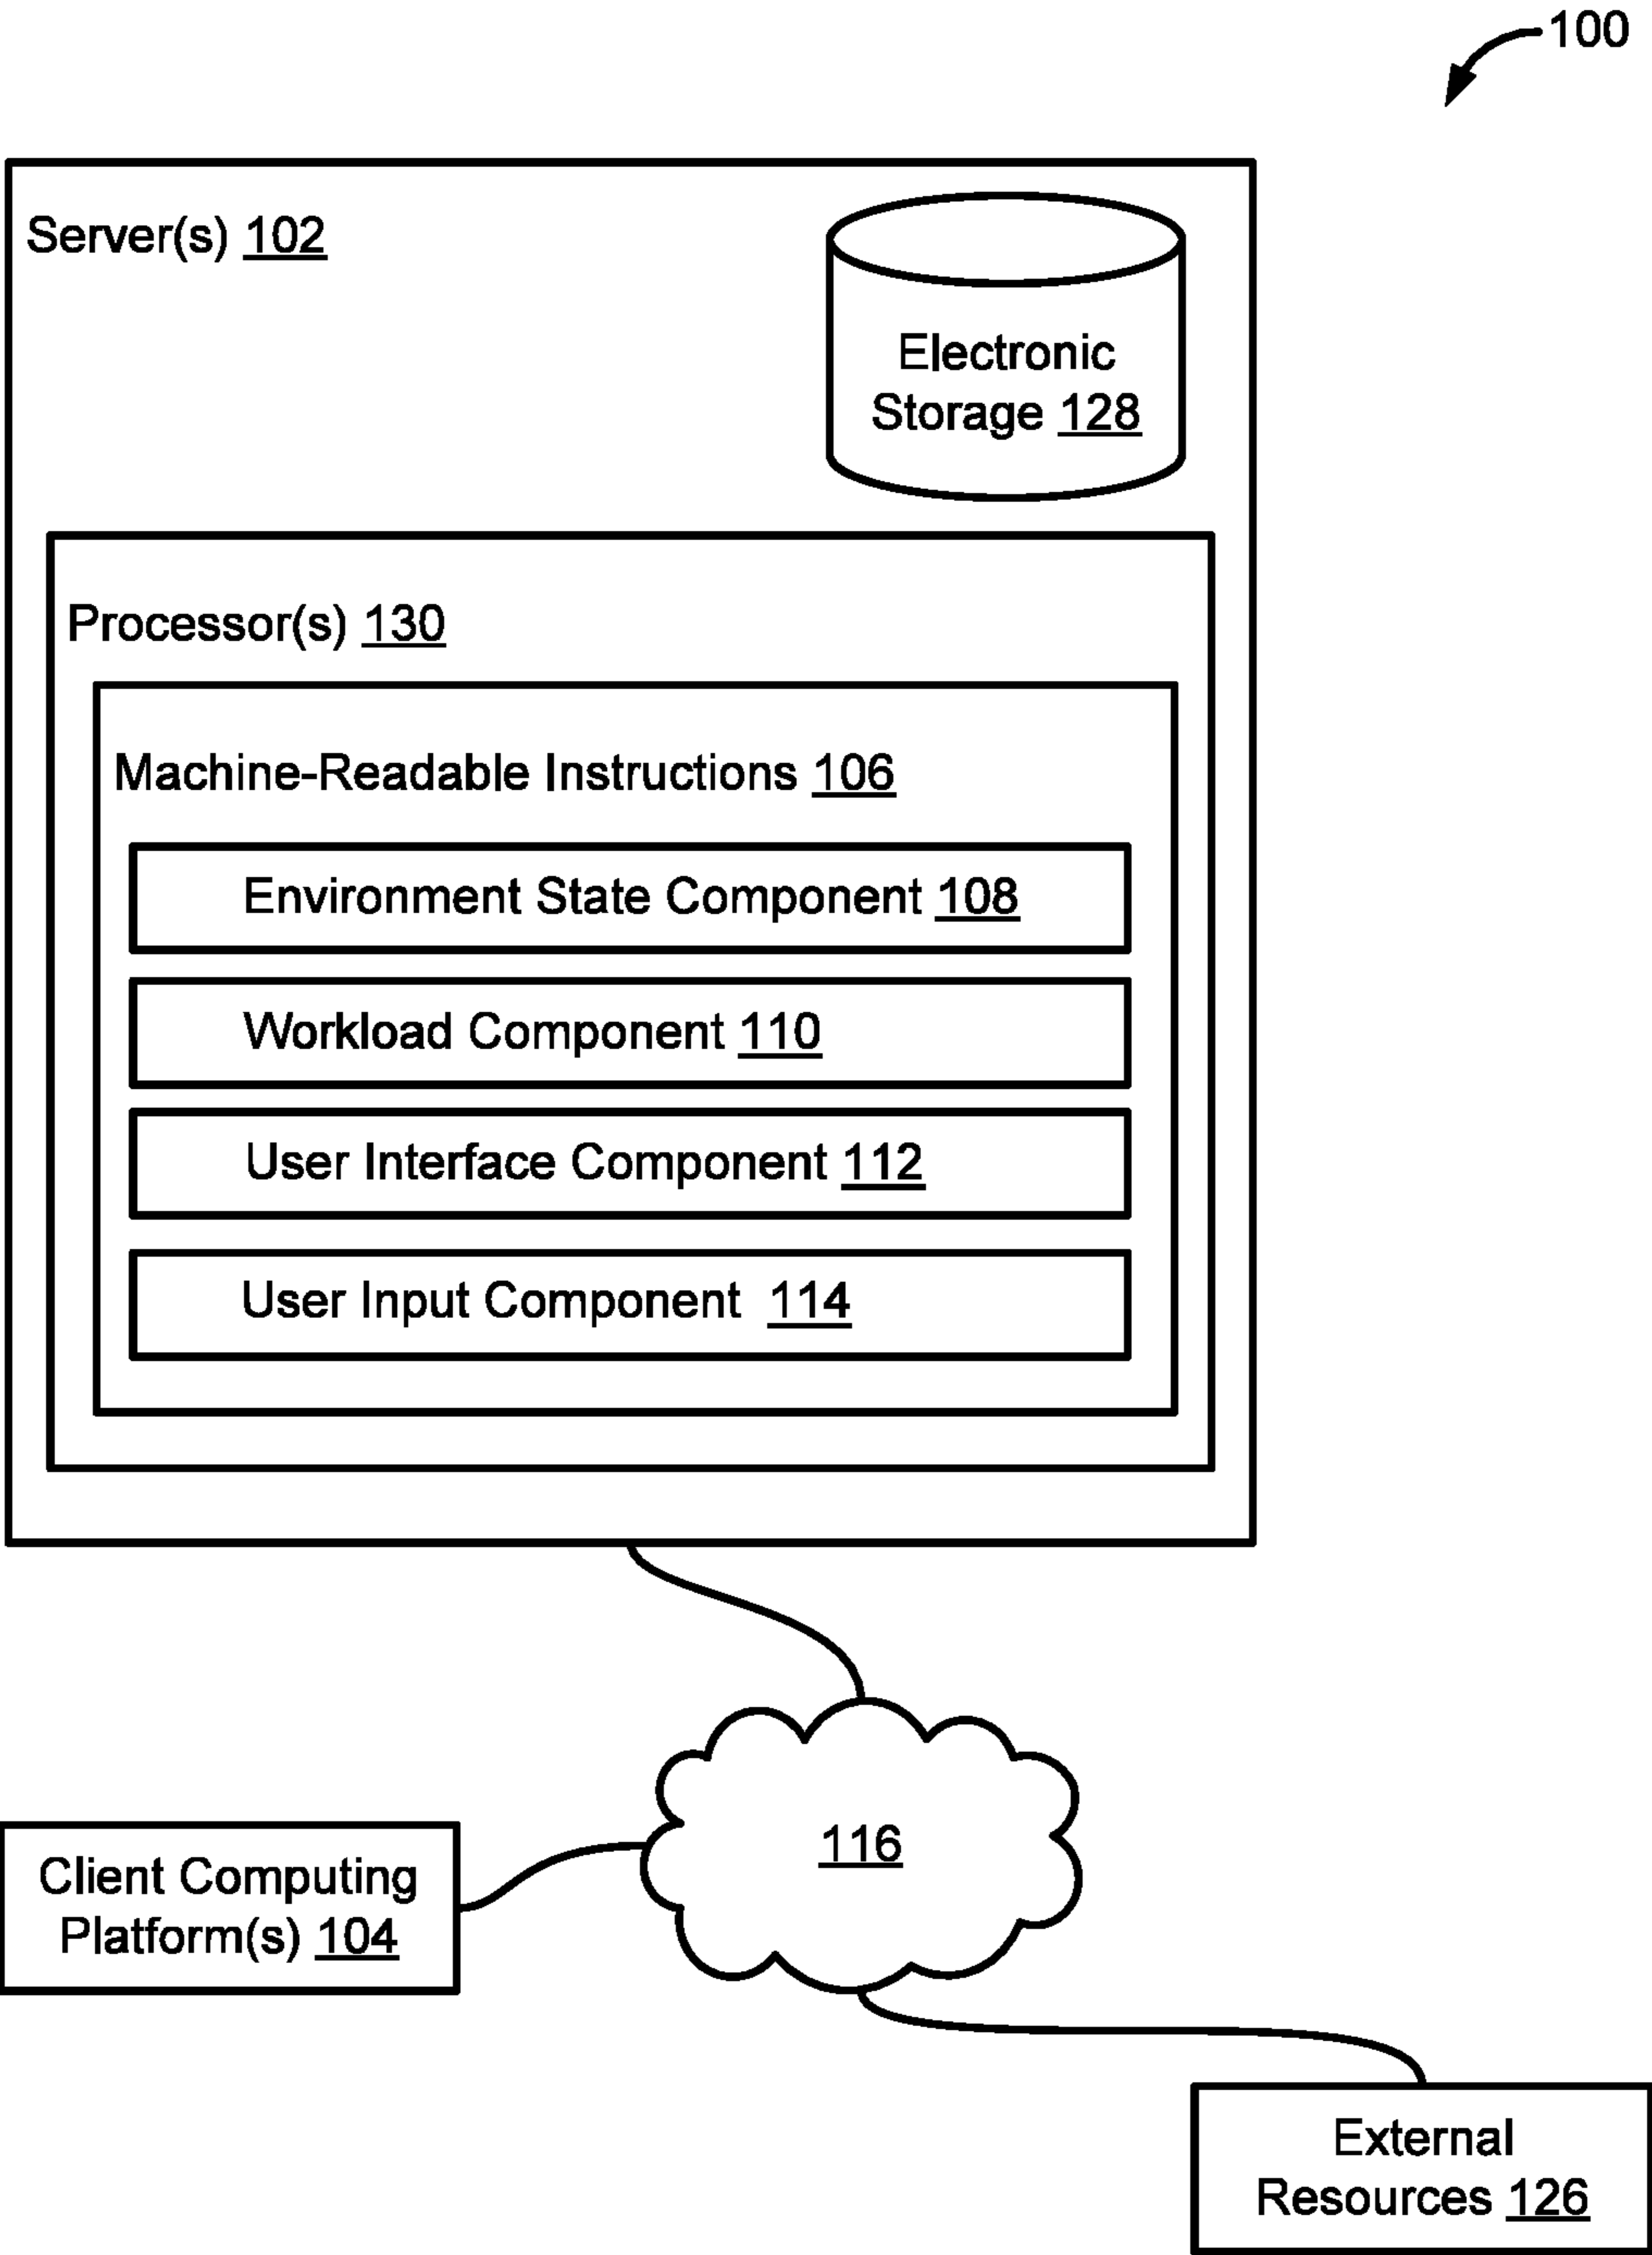 100
Server(s) 102
Electronic
Storage 128
Processor(s) 130
Machine-Readable Instructions 106
Environment State Component 108
Workload Component 110
User Interface Component 112
User Input Component 114
116
Client Computing
Platform(s) 104
External
Resources 126